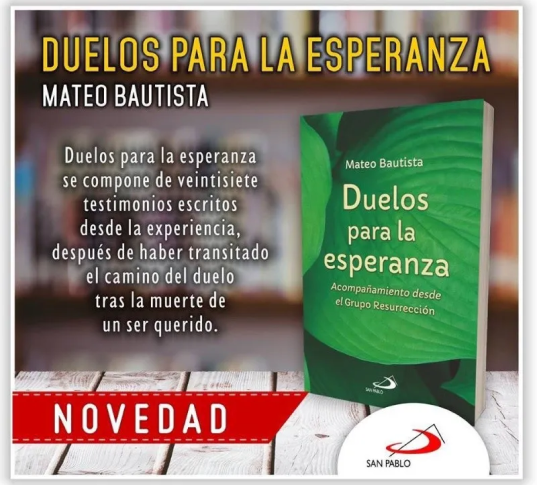 DUELOS PARA LA ESPERANZA
MATEO BAUTISTA
Duelos para la esperanza
se compone de veintisiete
testimonios escritos
desde la experiencia,
después de haber transitado
el camino del duelo
tras la muerte de
un ser querido.
Mateo Bautista
Duelos
para la
esperanza
Acompañamiento desde
el Grupo Resurrección
SAN PABLO
NOVEDAD
SAN PABLO